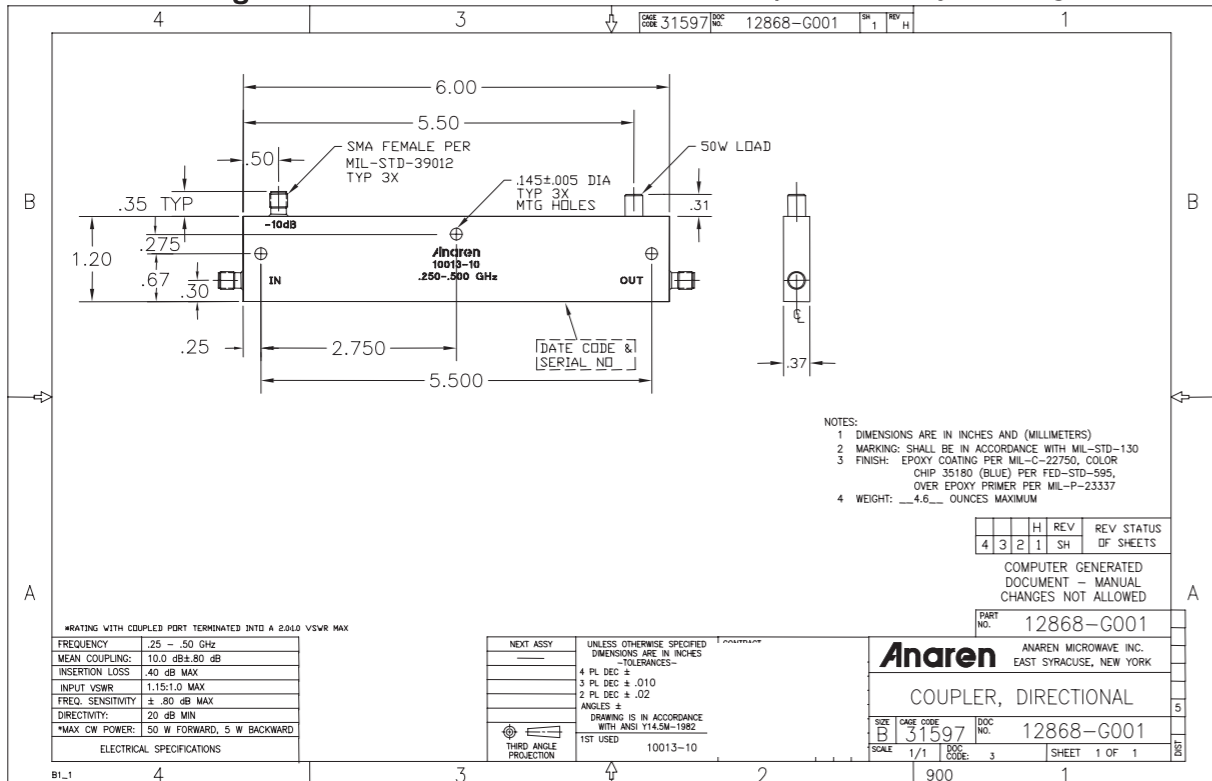 4 3 CAGE CODE 31597 DOC NO. 12868-G001 SH 1 REV H 1
6.00
5.50
.50
SMA FEMALE PER
MIL-STD-39012
TYP 3X
50W LOAD
.145±.005 DIA
TYP 3X
MTG HOLES
B
.35 TYP
.31
B
-10dB
.275
1.20
Anaren
10013-10
.250-.500 GHz
.67
.30
IN
OUT
.25
2.750
DATE CODE &
SERIAL NO
5.500
CL
.37
NOTES:
1 DIMENSIONS ARE IN INCHES AND (MILLIMETERS)
2 MARKING: SHALL BE IN ACCORDANCE WITH MIL-STD-130
3 FINISH: EPOXY COATING PER MIL-C-22750, COLOR
CHIP 35180 (BLUE) PER FED-STD-595,
OVER EPOXY PRIMER PER MIL-P-23337
4 WEIGHT: __4.6__ OUNCES MAXIMUM
H REV REV STATUS
4 3 2 1 SH OF SHEETS
COMPUTER GENERATED
DOCUMENT - MANUAL
CHANGES NOT ALLOWED
A
A
PART NO. 12868-G001
*RATING WITH COUPLED PORT TERMINATED INTO A VSWR MAX
FREQUENCY .25 - .50 GHz
MEAN COUPLING: 10.0 dB±.80 dB
INSERTION LOSS .40 dB MAX
INPUT VSWR 1.15:1.0 MAX
FREQ. SENSITIVITY ± .80 dB MAX
DIRECTIVITY: 20 dB MIN
*MAX CW POWER: 50 W FORWARD, 5 W BACKWARD
ELECTRICAL SPECIFICATIONS
NEXT ASSY
UNLESS OTHERWISE SPECIFIED
DIMENSIONS ARE IN INCHES
-TOLERANCES-
4 PL DEC ±
3 PL DEC ± .010
2 PL DEC ± .02
ANGLES ±
DRAWING IS IN ACCORDANCE
WITH ANSI Y14.5M-1982
THIRD ANGLE
PROJECTION
1ST USED
10013-10
Anaren
ANAREN MICROWAVE INC.
EAST SYRACUSE, NEW YORK
COUPLER, DIRECTIONAL
SIZE B CAGE CODE 31597 DOC NO. 12868-G001
SCALE 1/1 DOC CODE: 3 SHEET 1 OF 1
5
DIST
B1_1 4 3 2 900 1